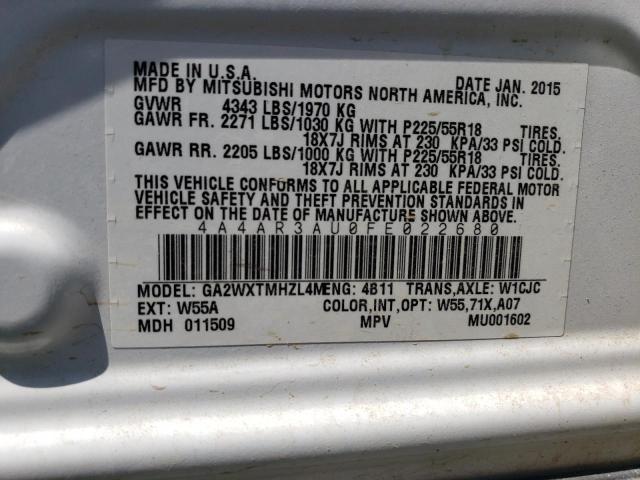 MADE IN U.S.A. DATE JAN. 2015
MFD BY MITSUBISHI MOTORS NORTH AMERICA, INC.
GVWR 4343 LBS/1970 KG
GAWR FR. 2271 LBS/1030 KG WITH P225/55R18 TIRES.
18X7J RIMS AT 230 KPA/33 PSI COLD.
GAWR RR. 2205 LBS/1000 KG WITH P225/55R18 TIRES.
18X7J RIMS AT 230 KPA/33 PSI COLD.
THIS VEHICLE CONFORMS TO ALL APPLICABLE FEDERAL MOTOR
VEHICLE SAFETY AND THEFT PREVENTION STANDARDS IN
EFFECT ON THE DATE OF MANUFACTURE SHOWN ABOVE.
4A4AR3AU0FE022680
MODEL: GA2WXTMHZL4M ENG: 4B11 TRANS,AXLE: W1CJC
EXT: W55A COLOR,INT,OPT: W55,71X,A07
MDH 011509 MPV MU001602